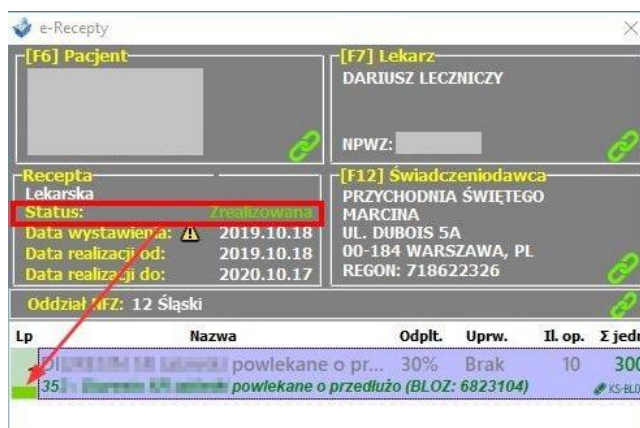 e-Recepty
[F6] Pacjent
[F7] Lekarz
DARIUSZ LECZNICZY
NPWZ:
Recepta
Lekarska
Status: Zrealizowana
Data wystawienia: 2019.10.18
Data realizacji od: 2019.10.18
Data realizacji do: 2020.10.17
[F12] Świadczeniodawca
PRZYCHODNIA ŚWIĘTEGO
MARCINA
UL. DUBOIS 5A
00-184 WARSZAWA, PL
REGON: 718622326
Oddział NFZ: 12 Śląski
Lp Nazwa Odpłt. Uprw. Il. op. Σ jedn
powlekane o pr... 30% Brak 10 300
powlekane o przedłużo (BLOZ: 6823104) KS-BLO